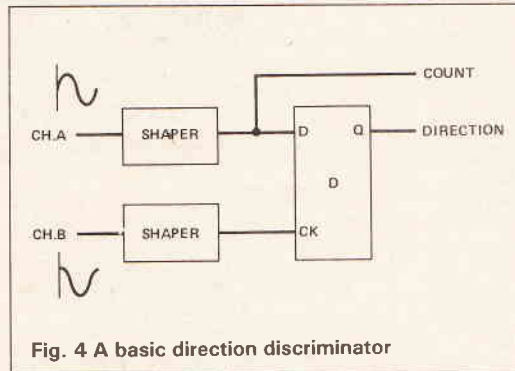 COUNT
CH.A
SHAPER
D
Q
DIRECTION
D
CH.B
SHAPER
CK
Fig. 4 A basic direction discriminator